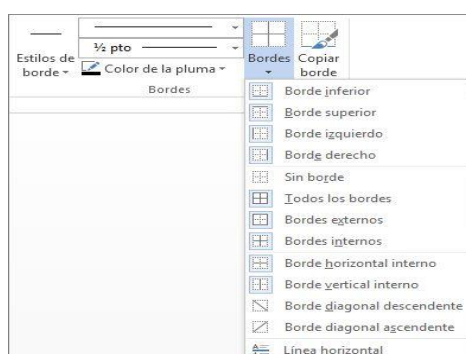 ½ pto
Estilos de borde
Color de la pluma
Bordes
Copiar borde
Bordes
Borde inferior
Borde superior
Borde izquierdo
Borde derecho
Sin borde
Todos los bordes
Bordes externos
Bordes internos
Borde horizontal interno
Borde vertical interno
Borde diagonal descendente
Borde diagonal ascendente
Línea horizontal